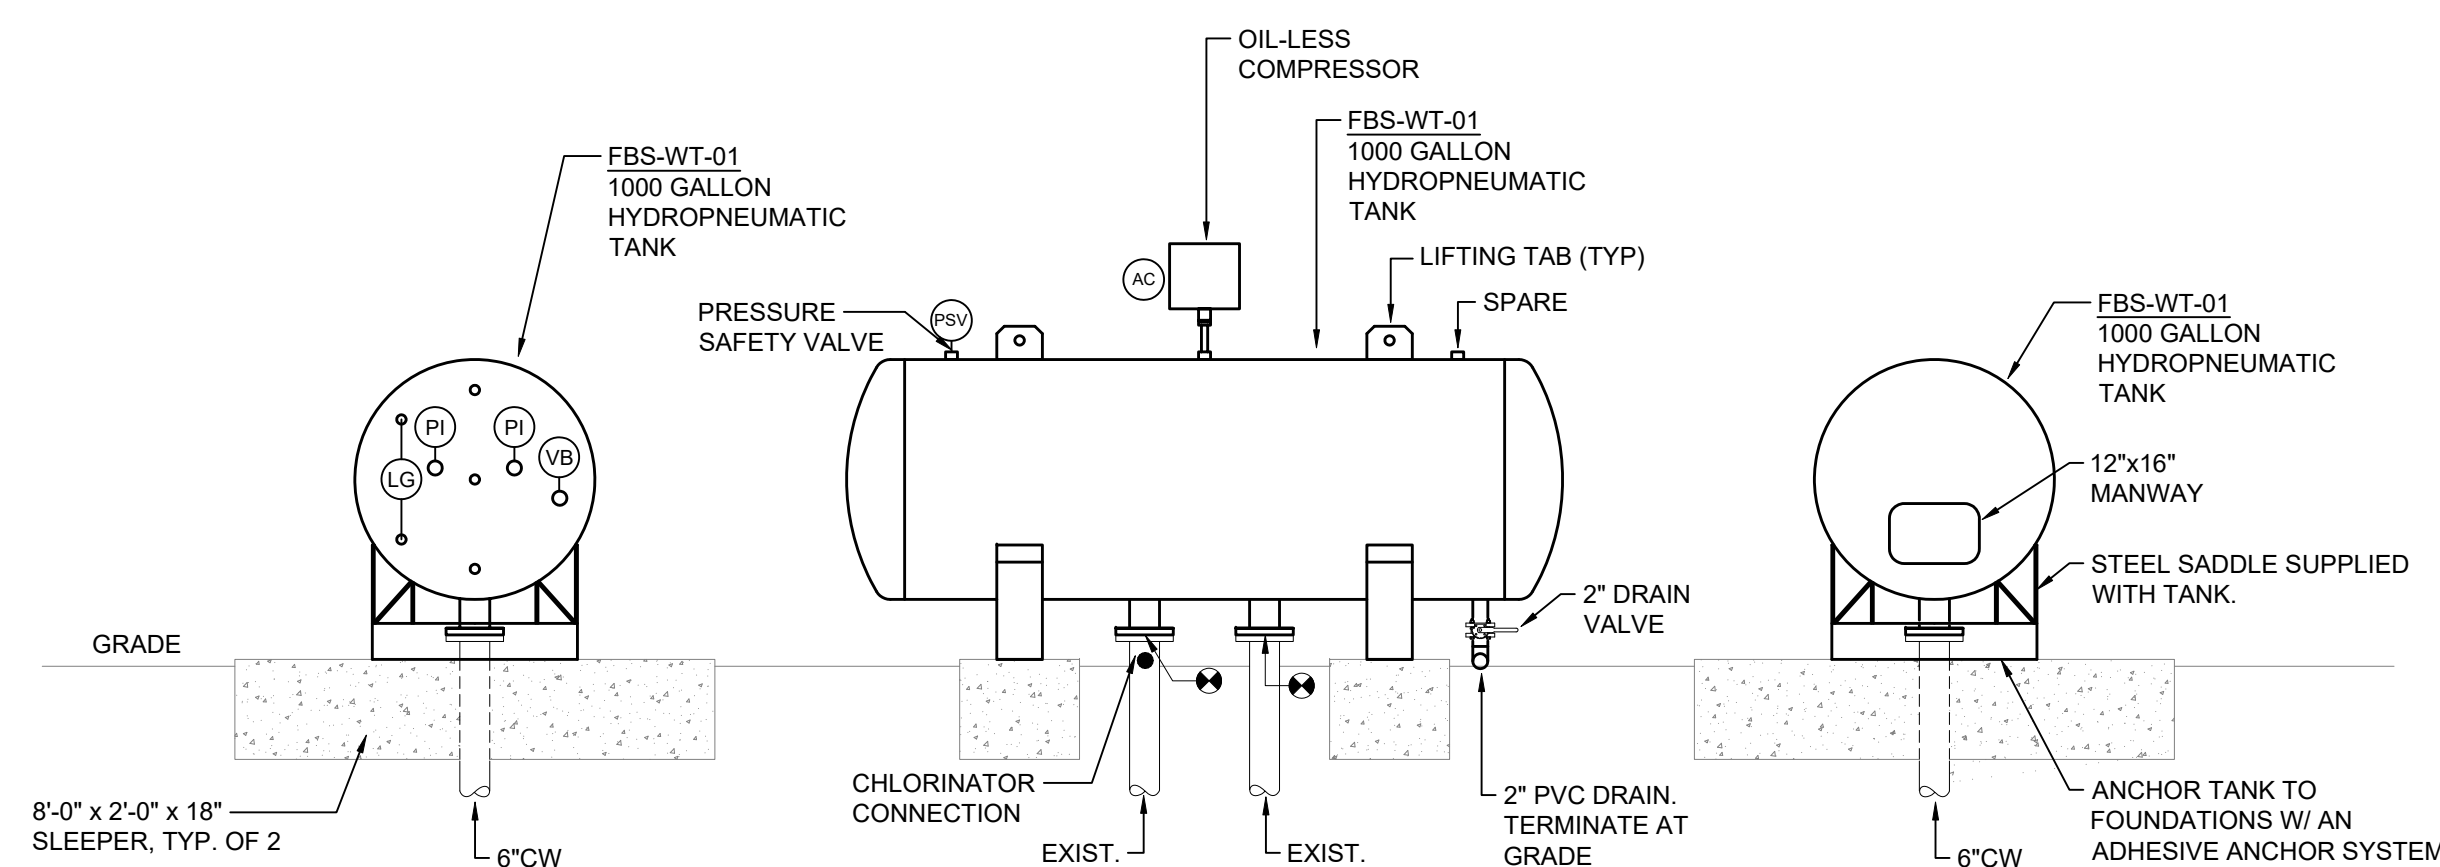 OIL-LESS
COMPRESSOR
FBS-WT-01
1000 GALLON
HYDROPNEUMATIC
TANK
FBS-WT-01
1000 GALLON
HYDROPNEUMATIC
TANK
LIFTING TAB (TYP)
AC
SPARE
PRESSURE
SAFETY VALVE
PSV
FBS-WT-01
1000 GALLON
HYDROPNEUMATIC
TANK
PI
PI
VB
LG
12"x16"
MANWAY
STEEL SADDLE SUPPLIED
WITH TANK.
2" DRAIN
VALVE
GRADE
CHLORINATOR
CONNECTION
8'-0" x 2'-0" x 18"
SLEEPER, TYP. OF 2
6"CW
EXIST.
EXIST.
2" PVC DRAIN.
TERMINATE AT
GRADE
ANCHOR TANK TO
FOUNDATIONS W/ AN
ADHESIVE ANCHOR SYSTEM
6"CW